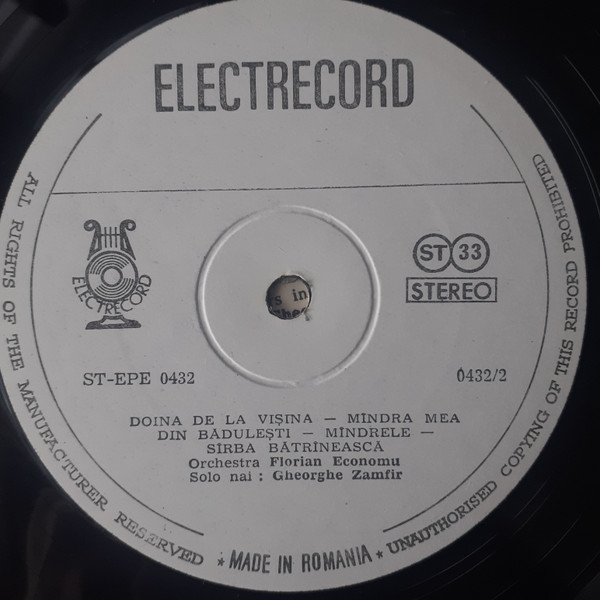 ELECTRECORD
ELECTRECORD
ST 33
STEREO
ST-EPE 0432
0432/2
DOINA DE LA VIȘINA — MÎNDRA MEA
DIN BĂDULEȘTI — MÎNDRELE —
SÎRBA BĂTRÎNEASCĂ
Orchestra Florian Economu
Solo nai : Gheorghe Zamfir
ALL RIGHTS OF THE MANUFACTURER RESERVED ★ MADE IN ROMANIA ★ UNAUTHORISED COPYING OF THIS RECORD PROHIBITED
in